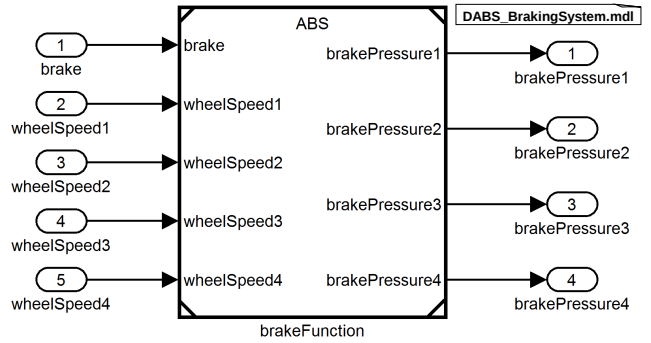 DABS_BrakingSystem.mdl
ABS
1
brake
2
wheelSpeed1
3
wheelSpeed2
4
wheelSpeed3
5
wheelSpeed4
brake
wheelSpeed1
wheelSpeed2
wheelSpeed3
wheelSpeed4
brakePressure1
brakePressure2
brakePressure3
brakePressure4
1
brakePressure1
2
brakePressure2
3
brakePressure3
4
brakePressure4
brakeFunction